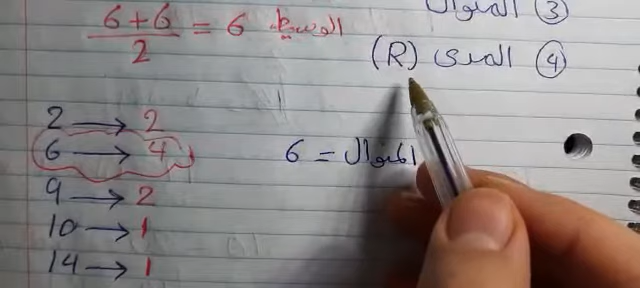 ③ المنوال
6 + 6 / 2 = 6 الوسيط
④ المدى (R)
2 → 2
6 → 4
المنوال = 6
9 → 2
10 → 1
14 → 1